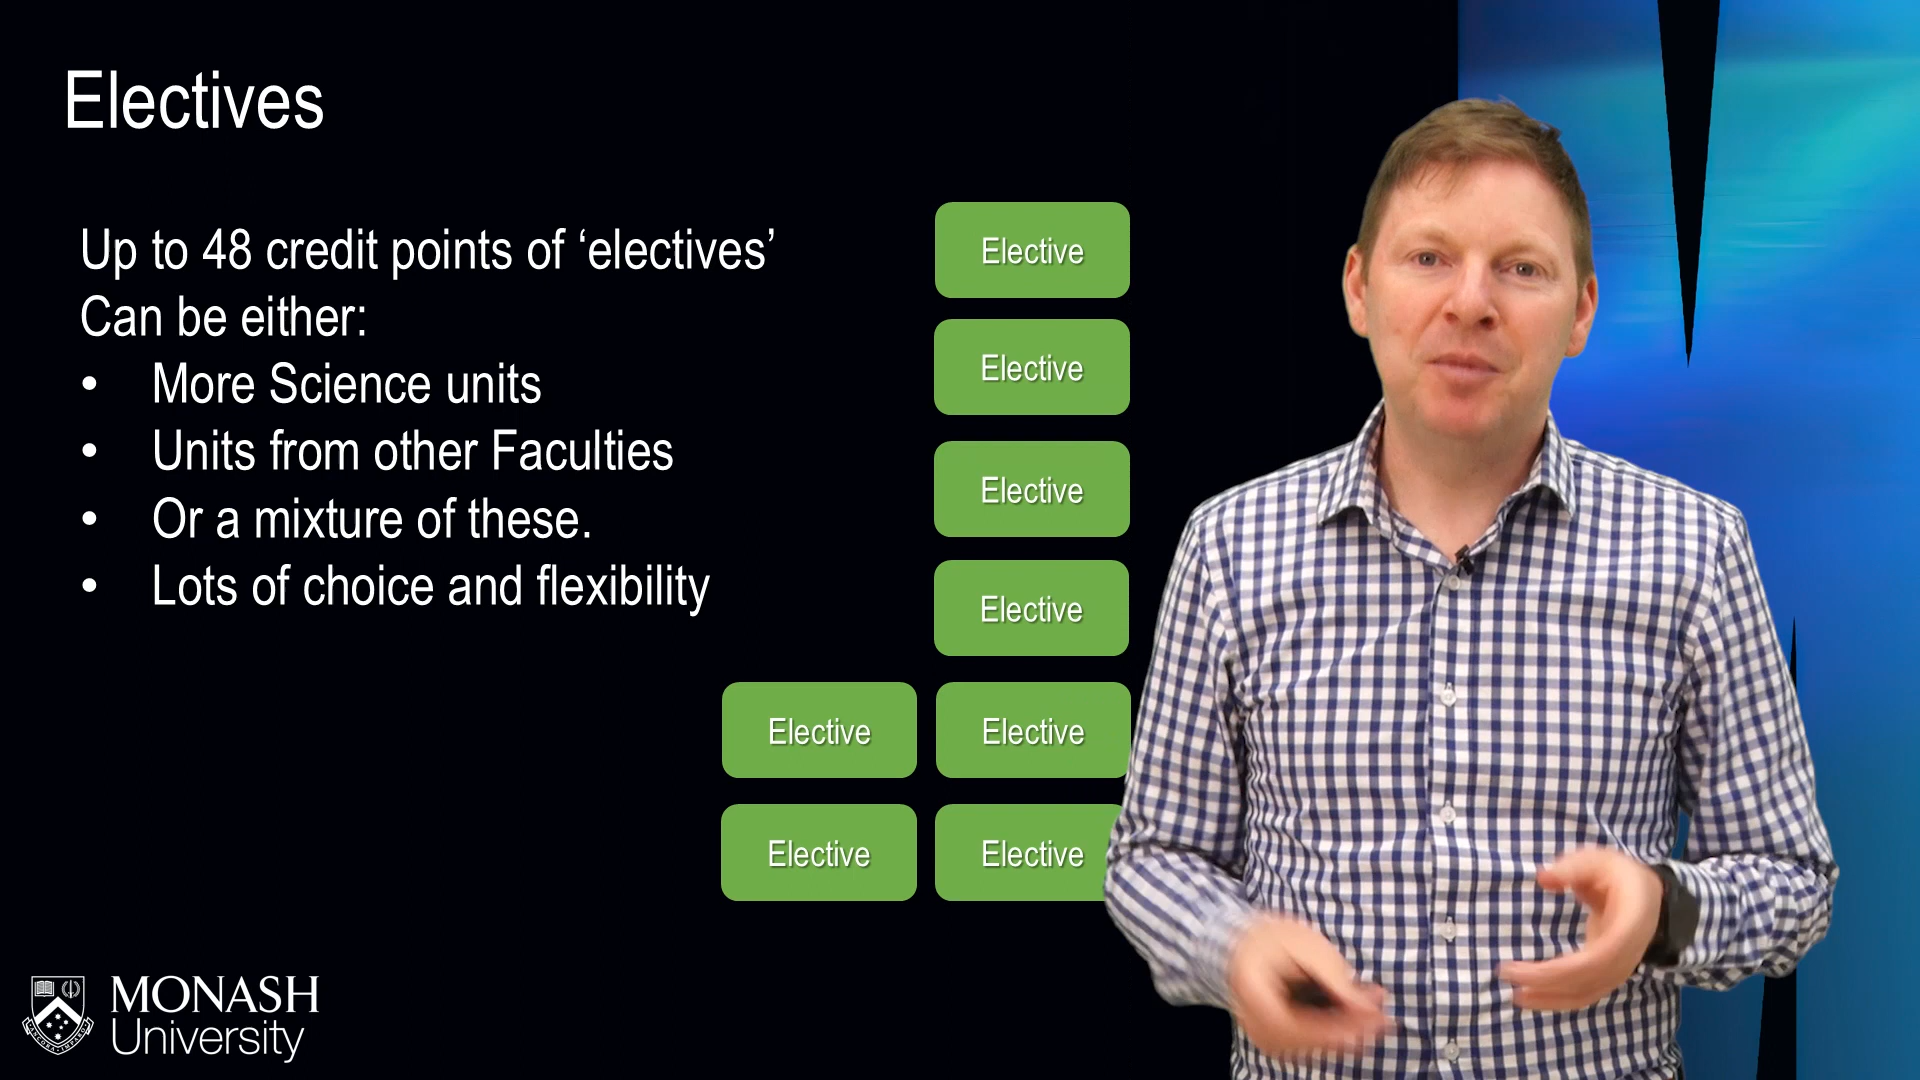 Electives
Up to 48 credit points of ‘electives’
Can be either:
• More Science units
• Units from other Faculties
• Or a mixture of these.
• Lots of choice and flexibility
Elective
Elective
Elective
Elective
Elective Elective
Elective Elective
MONASH
University